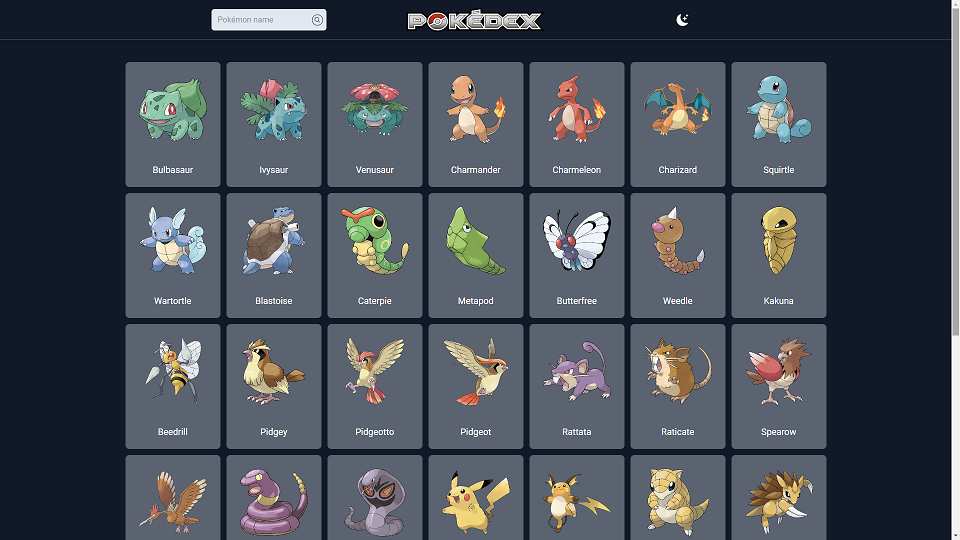 Pokémon name
POKÉDEX
Bulbasaur
Ivysaur
Venusaur
Charmander
Charmeleon
Charizard
Squirtle
Wartortle
Blastoise
Caterpie
Metapod
Butterfree
Weedle
Kakuna
Beedrill
Pidgey
Pidgeotto
Pidgeot
Rattata
Raticate
Spearow